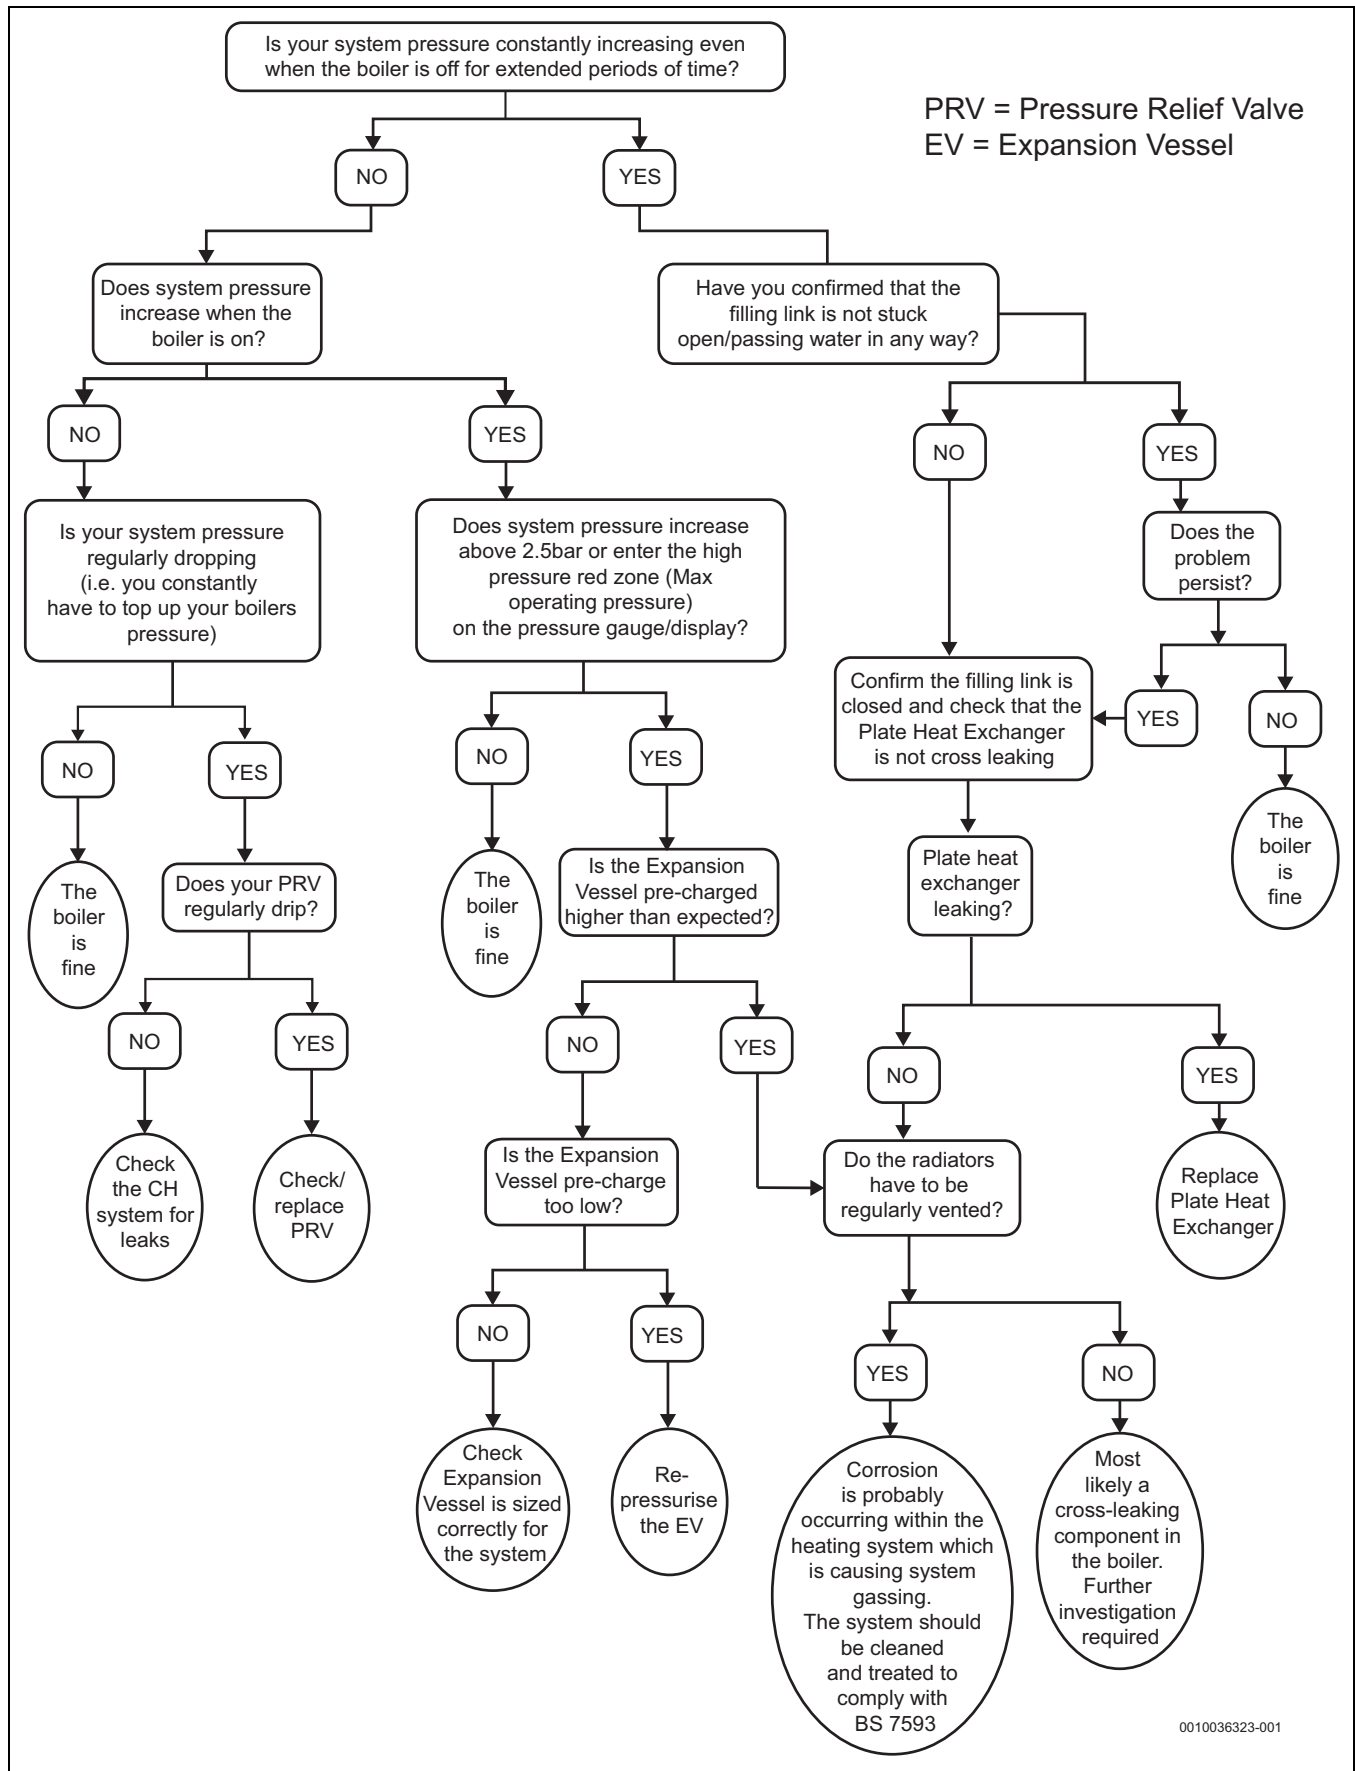 Is your system pressure constantly increasing even
when the boiler is off for extended periods of time?
PRV = Pressure Relief Valve
EV = Expansion Vessel
NO
YES
Does system pressure
increase when the
boiler is on?
Have you confirmed that the
filling link is not stuck
open/passing water in any way?
NO
YES
NO
YES
Is your system pressure
regularly dropping
(i.e. you constantly
have to top up your boilers
pressure)
Does system pressure increase
above 2.5bar or enter the high
pressure red zone (Max
operating pressure)
on the pressure gauge/display?
Does the
problem
persist?
Confirm the filling link is
closed and check that the
Plate Heat Exchanger
is not cross leaking
YES
NO
NO
YES
NO
YES
The
boiler
is
fine
Does your PRV
regularly drip?
The
boiler
is
fine
Is the Expansion
Vessel pre-charged
higher than expected?
Plate heat
exchanger
leaking?
The
boiler
is
fine
NO
YES
NO
YES
NO
YES
Check
the CH
system for
leaks
Check/
replace
PRV
Is the Expansion
Vessel pre-charge
too low?
Do the radiators
have to be
regularly vented?
Replace
Plate Heat
Exchanger
NO
YES
YES
NO
Check
Expansion
Vessel is sized
correctly for
the system
Re-
pressurise
the EV
Corrosion
is probably
occurring within the
heating system which
is causing system
gassing.
The system should
be cleaned
and treated to
comply with
BS 7593
Most
likely a
cross-leaking
component in
the boiler.
Further
investigation
required
0010036323-001